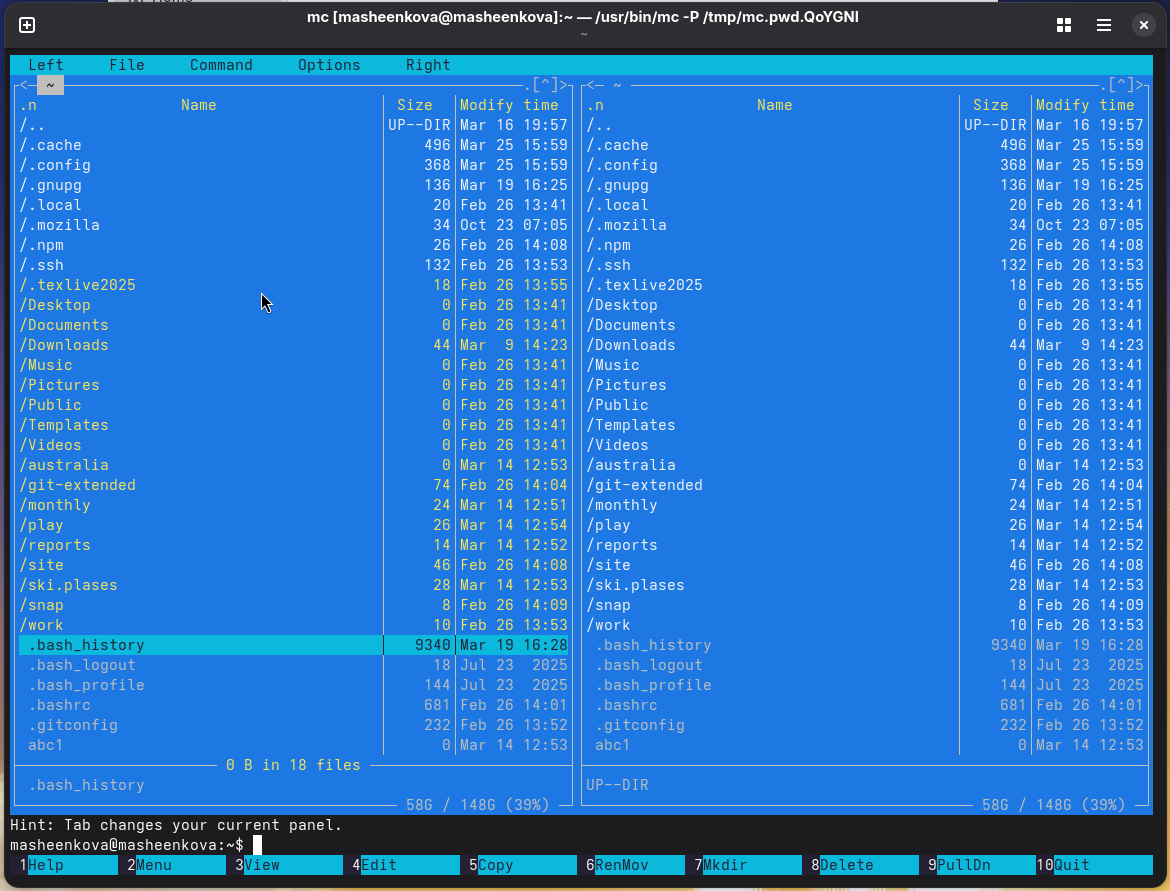 mc [masheenkova@masheenkova]:~ — /usr/bin/mc -P /tmp/mc.pwd.QoYGNI
~
Left File Command Options Right
<─ ~ .[^]> <─ ~ .[^]>
.n Name Size Modify time .n Name Size Modify time
/.. UP--DIR Mar 16 19:57 /.. UP--DIR Mar 16 19:57
/.cache 496 Mar 25 15:59 /.cache 496 Mar 25 15:59
/.config 368 Mar 25 15:59 /.config 368 Mar 25 15:59
/.gnupg 136 Mar 19 16:25 /.gnupg 136 Mar 19 16:25
/.local 20 Feb 26 13:41 /.local 20 Feb 26 13:41
/.mozilla 34 Oct 23 07:05 /.mozilla 34 Oct 23 07:05
/.npm 26 Feb 26 14:08 /.npm 26 Feb 26 14:08
/.ssh 132 Feb 26 13:53 /.ssh 132 Feb 26 13:53
/.texlive2025 18 Feb 26 13:55 /.texlive2025 18 Feb 26 13:55
/Desktop 0 Feb 26 13:41 /Desktop 0 Feb 26 13:41
/Documents 0 Feb 26 13:41 /Documents 0 Feb 26 13:41
/Downloads 44 Mar 9 14:23 /Downloads 44 Mar 9 14:23
/Music 0 Feb 26 13:41 /Music 0 Feb 26 13:41
/Pictures 0 Feb 26 13:41 /Pictures 0 Feb 26 13:41
/Public 0 Feb 26 13:41 /Public 0 Feb 26 13:41
/Templates 0 Feb 26 13:41 /Templates 0 Feb 26 13:41
/Videos 0 Feb 26 13:41 /Videos 0 Feb 26 13:41
/australia 0 Mar 14 12:53 /australia 0 Mar 14 12:53
/git-extended 74 Feb 26 14:04 /git-extended 74 Feb 26 14:04
/monthly 24 Mar 14 12:51 /monthly 24 Mar 14 12:51
/play 26 Mar 14 12:54 /play 26 Mar 14 12:54
/reports 14 Mar 14 12:52 /reports 14 Mar 14 12:52
/site 46 Feb 26 14:08 /site 46 Feb 26 14:08
/ski.plases 28 Mar 14 12:53 /ski.plases 28 Mar 14 12:53
/snap 8 Feb 26 14:09 /snap 8 Feb 26 14:09
/work 10 Feb 26 13:53 /work 10 Feb 26 13:53
.bash_history 9340 Mar 19 16:28 .bash_history 9340 Mar 19 16:28
.bash_logout 18 Jul 23 2025 .bash_logout 18 Jul 23 2025
.bash_profile 144 Jul 23 2025 .bash_profile 144 Jul 23 2025
.bashrc 681 Feb 26 14:01 .bashrc 681 Feb 26 14:01
.gitconfig 232 Feb 26 13:52 .gitconfig 232 Feb 26 13:52
abc1 0 Mar 14 12:53 abc1 0 Mar 14 12:53
0 B in 18 files
.bash_history UP--DIR
58G / 148G (39%) 58G / 148G (39%)
Hint: Tab changes your current panel.
masheenkova@masheenkova:~$
1Help 2Menu 3View 4Edit 5Copy 6RenMov 7Mkdir 8Delete 9PullDn 10Quit